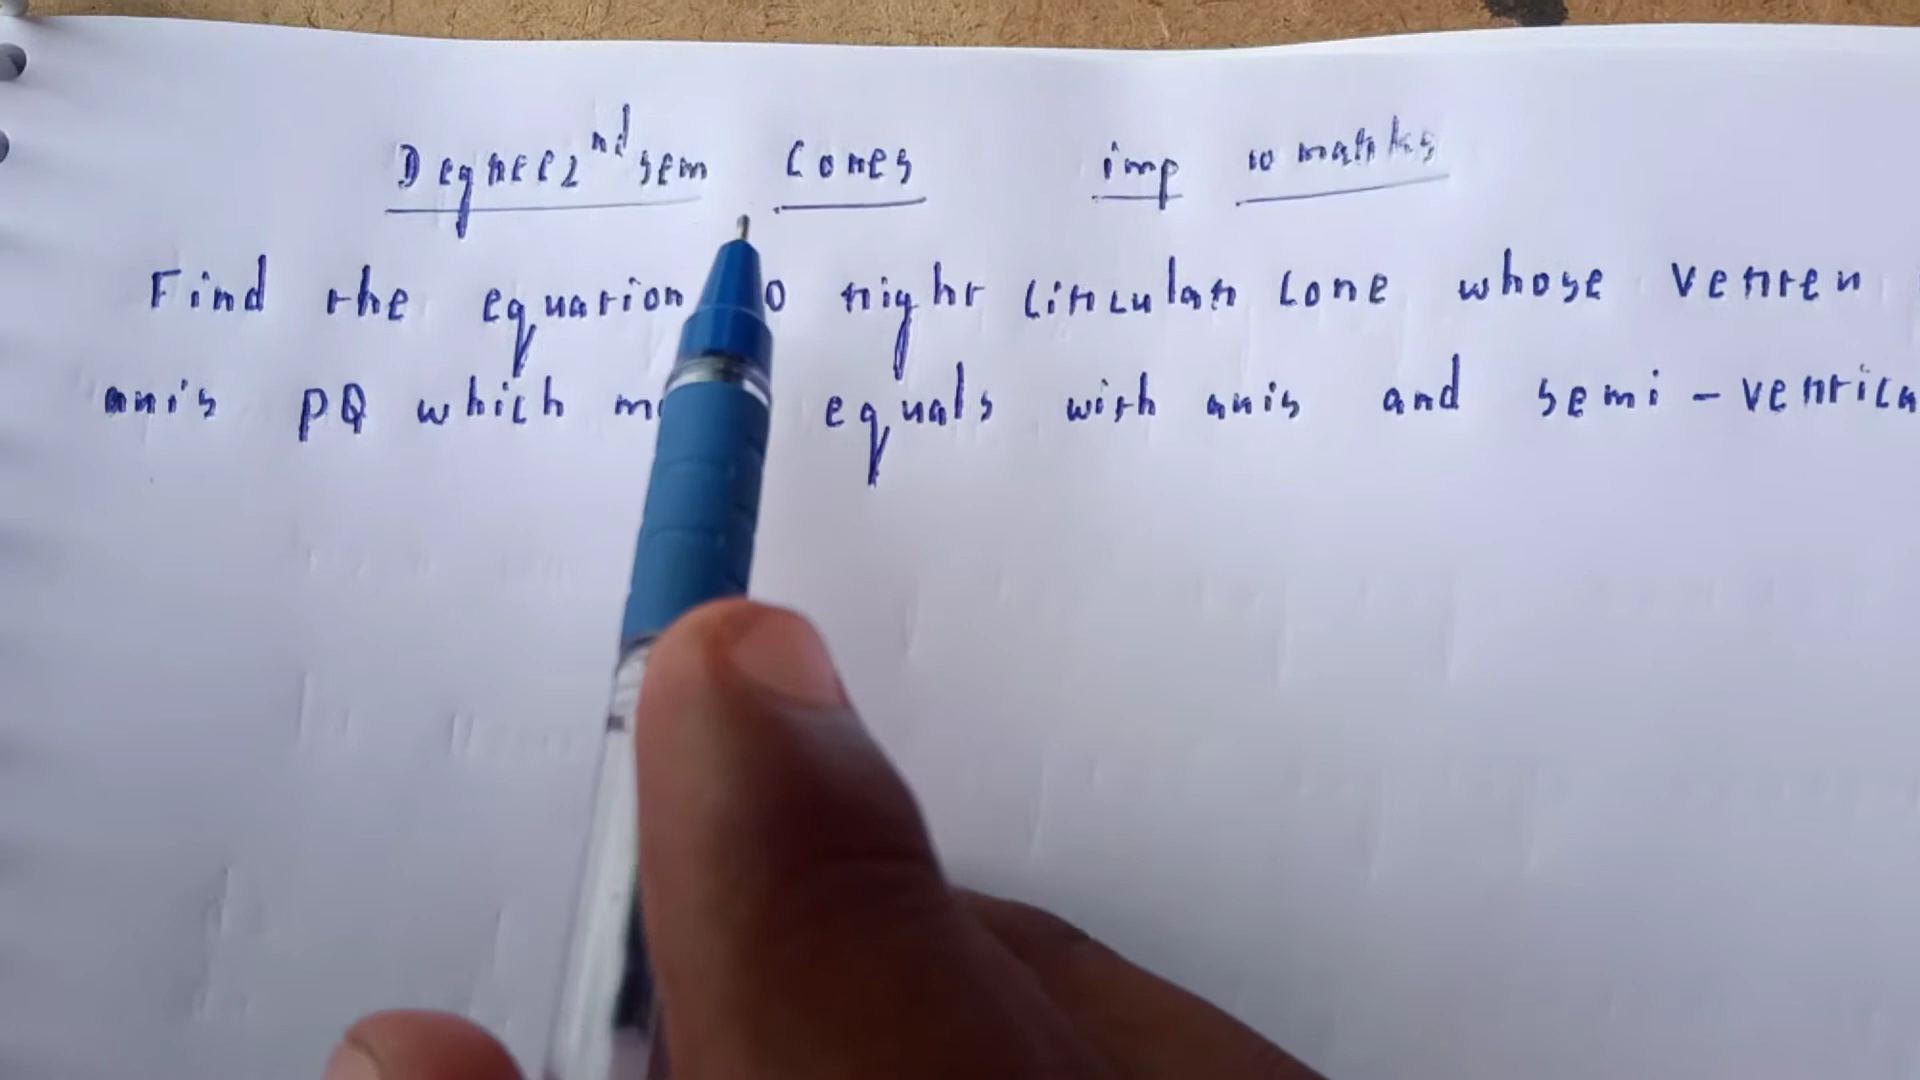 Degree 2nd sem Cones imp 10 marks
Find the equation to right circular cone whose vertex
axis PQ which equals with axis and semi-vertica